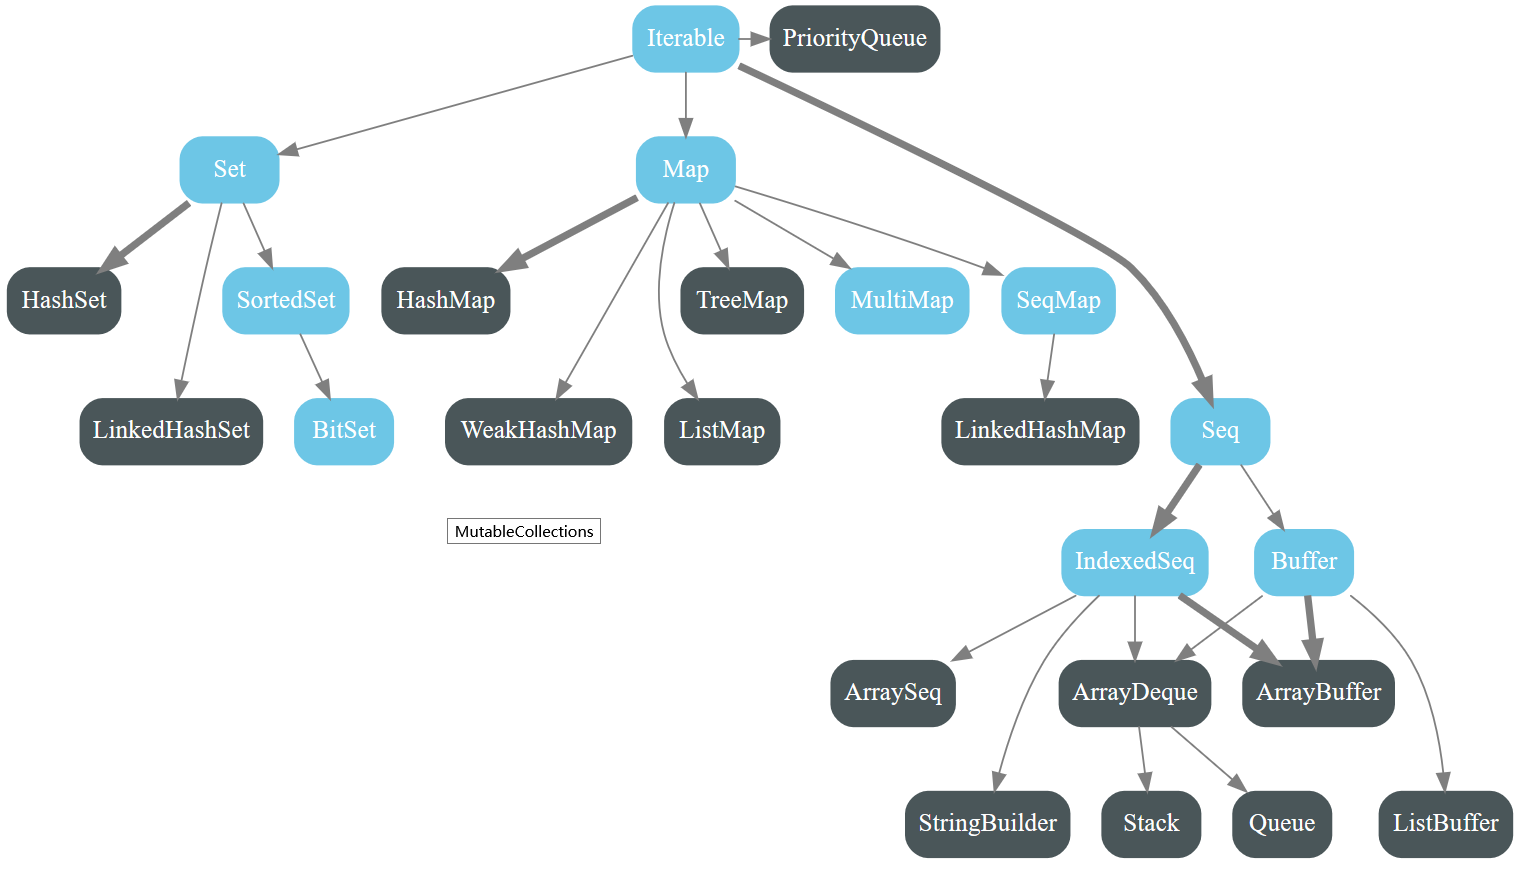 Iterable
PriorityQueue
Set
Map
HashSet
SortedSet
HashMap
TreeMap
MultiMap
SeqMap
LinkedHashSet
BitSet
WeakHashMap
ListMap
LinkedHashMap
Seq
MutableCollections
IndexedSeq
Buffer
ArraySeq
ArrayDeque
ArrayBuffer
StringBuilder
Stack
Queue
ListBuffer